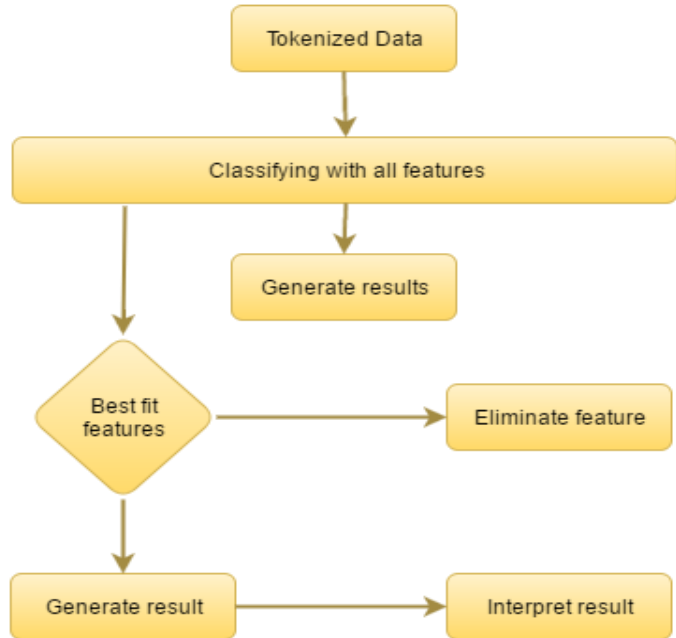 Tokenized Data
Classifying with all features
Generate results
Best fit
features
Eliminate feature
Generate result
Interpret result